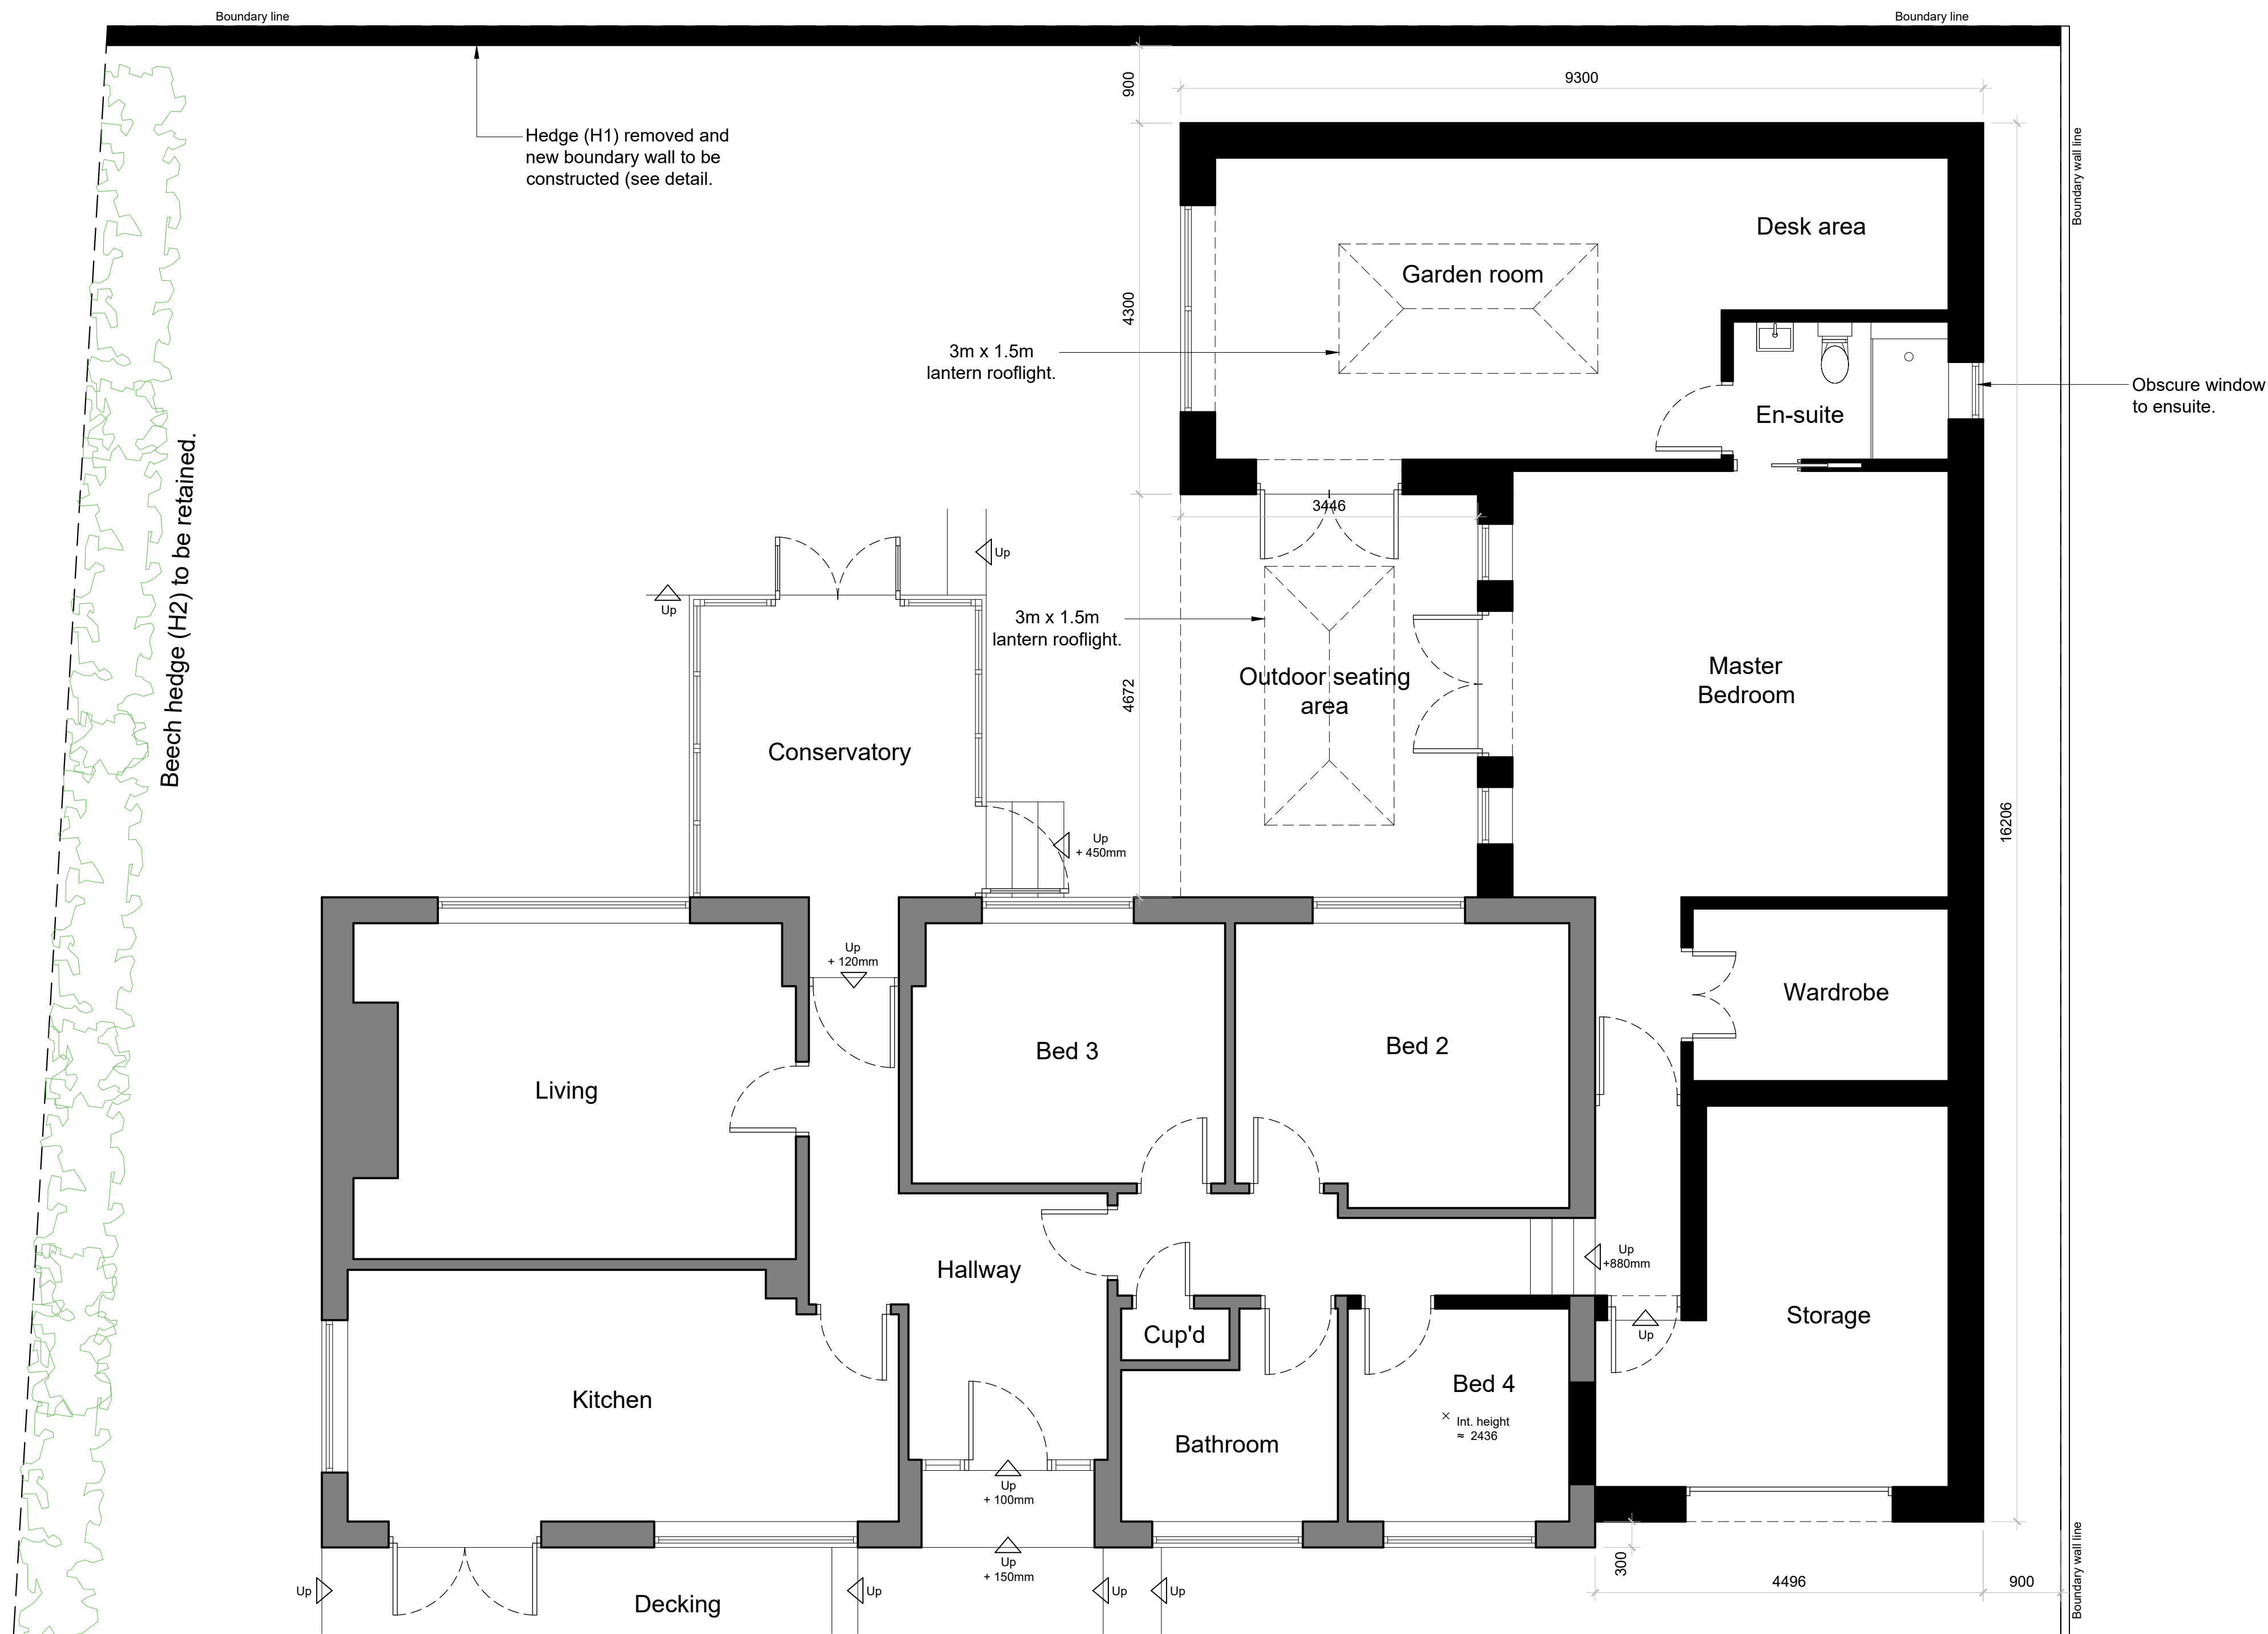 Boundary line
Boundary line
Hedge (H1) removed and
new boundary wall to be
constructed (see detail.
900
9300
Boundary wall line
Desk area
Garden room
4300
3m x 1.5m
lantern rooflight.
En-suite
Obscure window
to ensuite.
Beech hedge (H2) to be retained.
3446
Up
Up
3m x 1.5m
lantern rooflight.
Outdoor seating
area
4672
Master
Bedroom
Conservatory
16206
Up
+ 450mm
Up
+ 120mm
Wardrobe
Bed 3
Bed 2
Living
Hallway
Up
+880mm
Storage
Cup'd
Up
Kitchen
Bed 4
Int. height
≈ 2436
Bathroom
Up
+ 100mm
Up
+ 150mm
300
4496
900
Boundary wall line
Up
Decking
Up
Up
Up